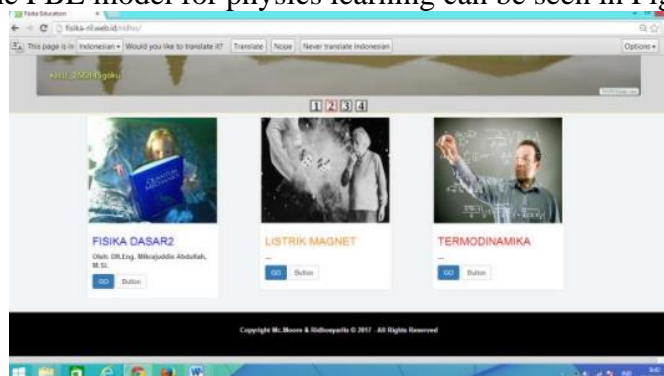 the PBL model for physics learning can be seen in Fig
Fisika Education
fisika-ril.web.id/ridho/
This page is in Indonesian Would you like to translate it? Translate Nope Never translate Indonesian Options
1 2 3 4
FISIKA DASAR2
Oleh: DR.Eng. Mikrajuddin Abdullah,
M.Si.
GO Button
LISTRIK MAGNET
...
GO Button
TERMODINAMIKA
...
GO Button
Copyright Mc.Moore & Ridhosyarlis © 2017 - All Rights Reserved